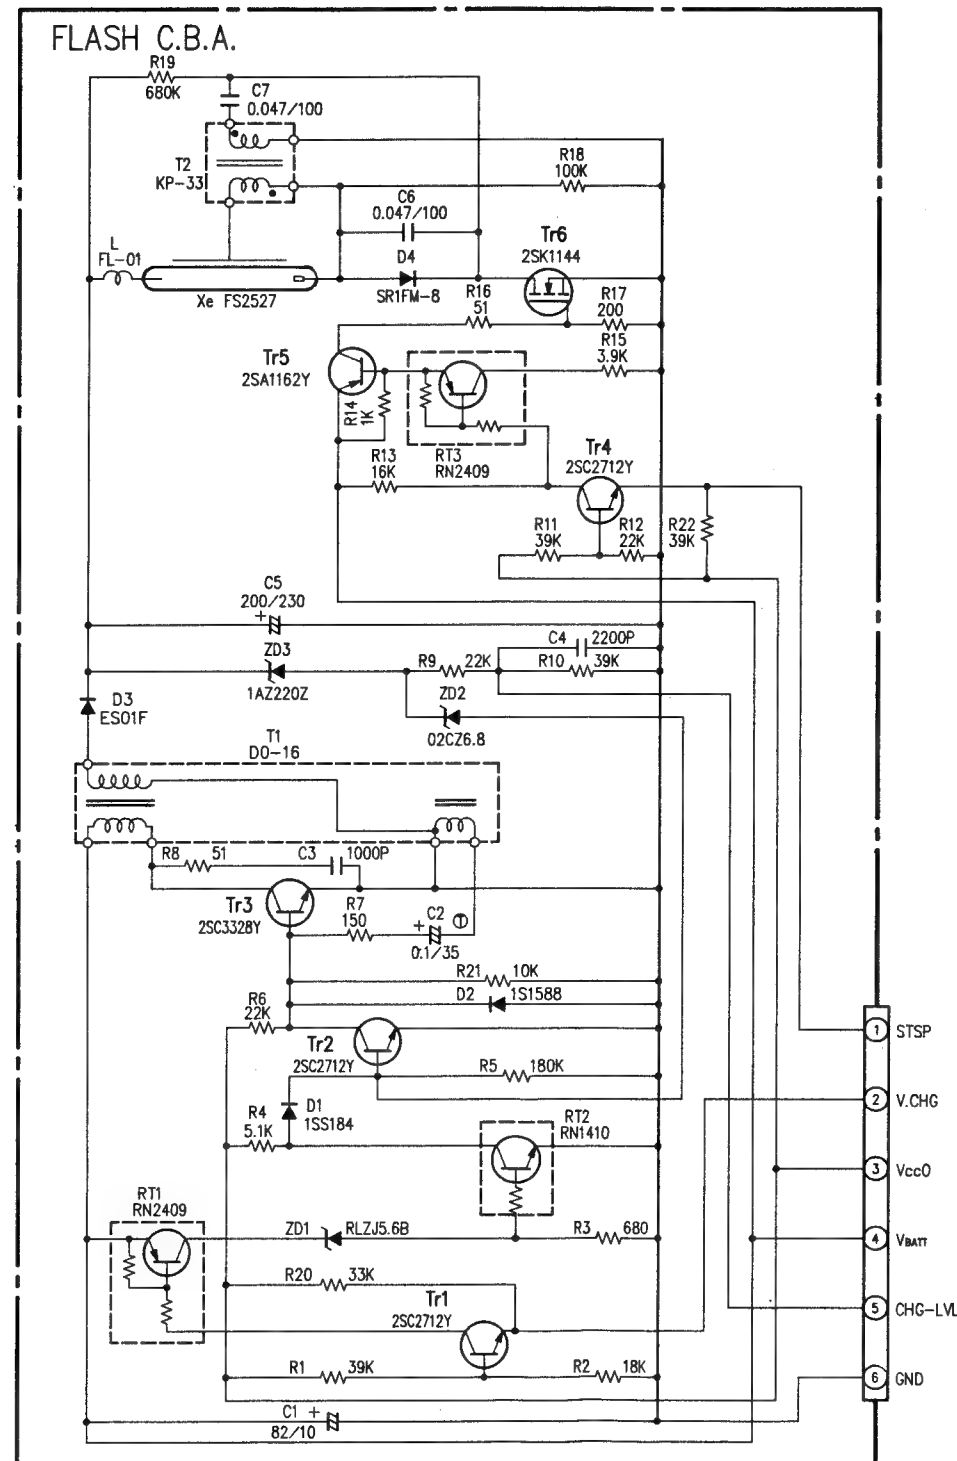 FLASH C.B.A.
R19
680K
C7
0.047/100
T2
KP-33
R18
100K
C6
0.047/100
L
FL-01
D4
SR1FM-8
Tr6
2SK1144
Xe FS2527
R16
51
R17
200
R15
3.9K
Tr5
2SA1162Y
R14
1K
RT3
RN2409
R13
16K
Tr4
2SC2712Y
R11
39K
R12
22K
R22
39K
C5
200/230
+
ZD3
1AZ220Z
C4 2200P
R9 22K
R10 39K
ZD2
02CZ6.8
D3
ES01F
T1
DO-16
R8 51
C3 1000P
Tr3
2SC3328Y
R7
150
C2 T
+
0.1/35
R21 10K
D2 1S1588
R6
22K
Tr2
2SC2712Y
R5 180K
1 STSP
2 V.CHG
R4
5.1K
D1
1SS184
RT2
RN1410
3 Vcc0
RT1
RN2409
ZD1 RLZJ5.6B
R3 680
4 VBATT
R20 33K
Tr1
2SC2712Y
5 CHG-LVL
R1 39K
R2 18K
6 GND
C1 +
82/10